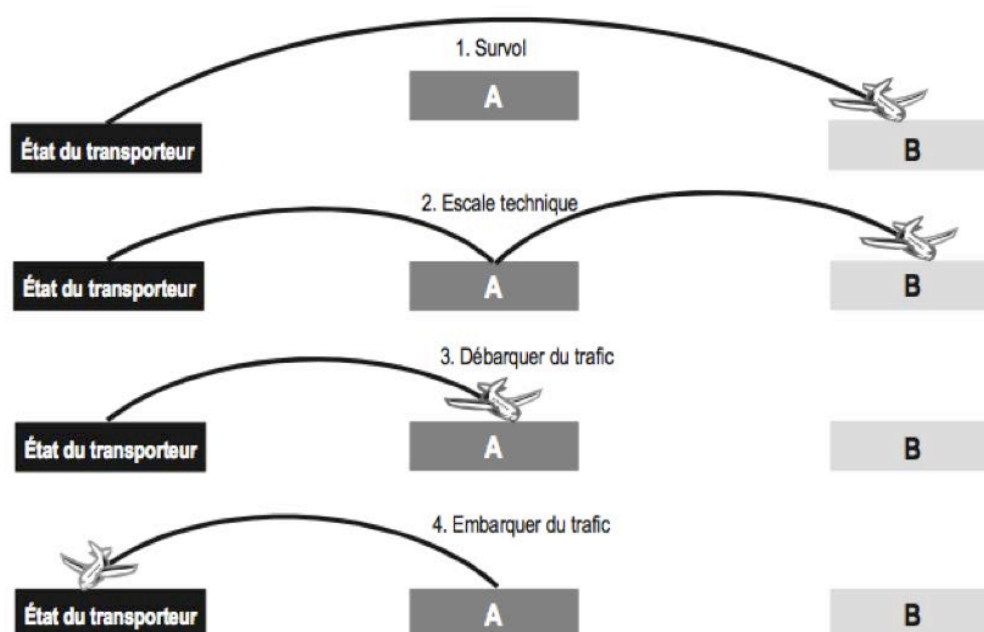 1. Survol
A
État du transporteur
B
2. Escale technique
État du transporteur
A
B
3. Débarquer du trafic
État du transporteur
A
B
4. Embarquer du trafic
État du transporteur
A
B